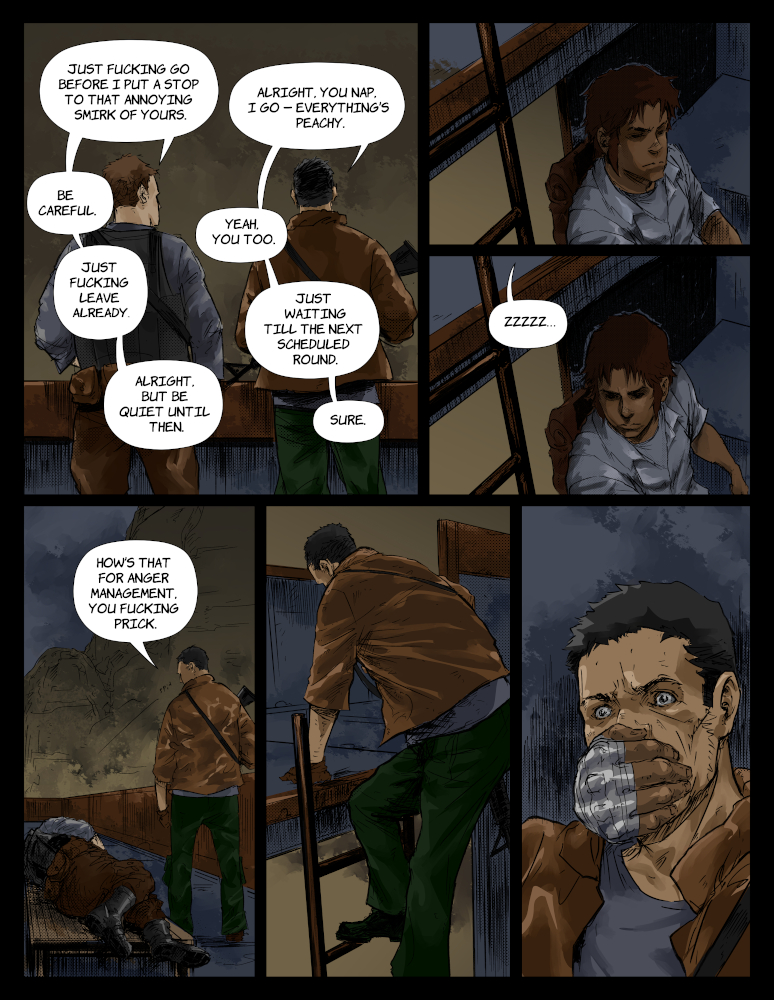 JUST FUCKING GO
BEFORE I PUT A STOP
TO THAT ANNOYING
SMIRK OF YOURS.
ALRIGHT, YOU NAP,
I GO – EVERYTHING'S
PEACHY.
BE
CAREFUL.
YEAH,
YOU TOO.
JUST
FUCKING
LEAVE
ALREADY.
JUST
WAITING
TILL THE NEXT
SCHEDULED
ROUND.
ALRIGHT,
BUT BE
QUIET UNTIL
THEN.
SURE.
ZZZZZ...
HOW'S THAT
FOR ANGER
MANAGEMENT,
YOU FUCKING
PRICK.